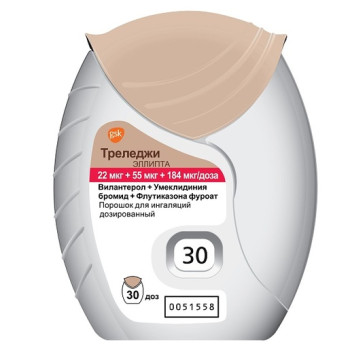 gsk
Треледжи
ЭЛЛИПТА
22 мкг + 55 мкг + 184 мкг/доза
Вилантерол + Умеклидиния
бромид + Флутиказона фуроат
Порошок для ингаляций
дозированный
30
30 доз
0051558